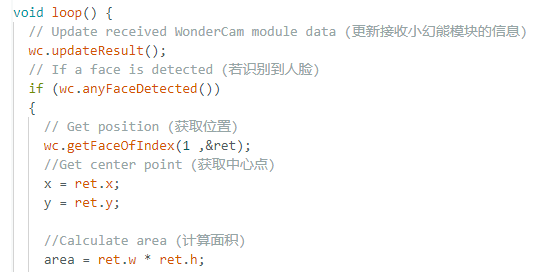 void loop() {
  // Update received WonderCam module data (更新接收小幻能模块的信息)
  wc.updateResult();
  // If a face is detected (若识别到人脸)
  if (wc.anyFaceDetected())
  {
    // Get position (获取位置)
    wc.getFaceOfIndex(1 ,&ret);
    //Get center point (获取中心点)
    x = ret.x;
    y = ret.y;

    //Calculate area (计算面积)
    area = ret.w * ret.h;